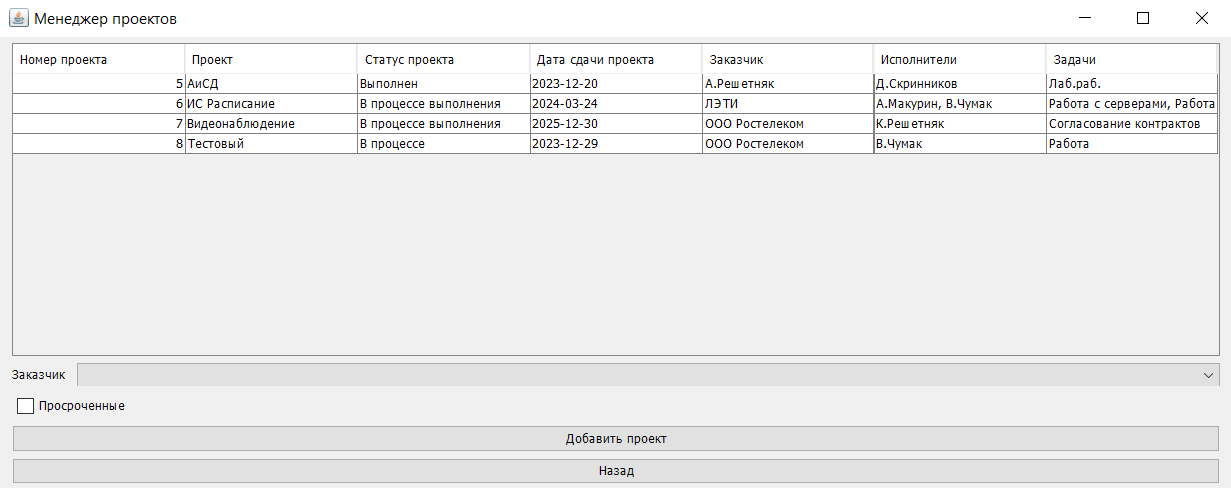 Менеджер проектов
Номер проекта Проект Статус проекта Дата сдачи проекта Заказчик Исполнители Задачи
5 АиСД Выполнен 2023-12-20 А.Решетняк Д.Скринников Лаб.раб.
6 ИС Расписание В процессе выполнения 2024-03-24 ЛЭТИ А.Макурин, В.Чумак Работа с серверами, Работа
7 Видеонаблюдение В процессе выполнения 2025-12-30 ООО Ростелеком К.Решетняк Согласование контрактов
8 Тестовый В процессе 2023-12-29 ООО Ростелеком В.Чумак Работа
Заказчик
Просроченные
Добавить проект
Назад